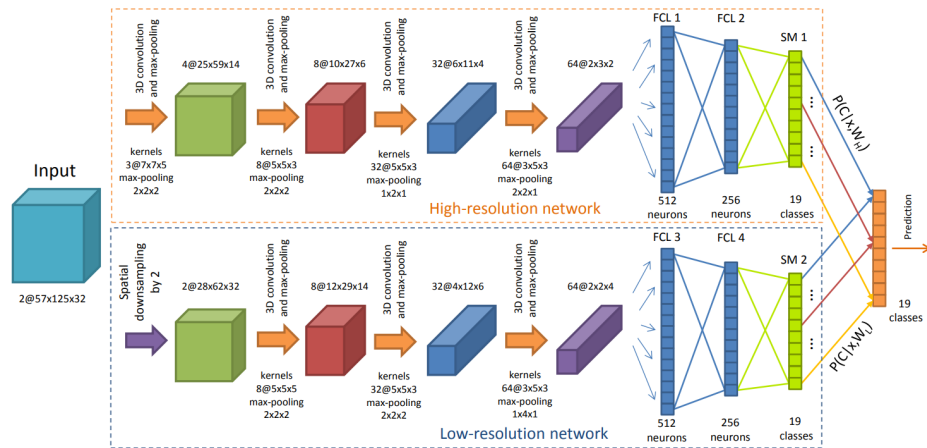 Input
2@57x125x32
3D convolution
and max-pooling
4@25x59x14
kernels
3@7x7x5
max-pooling
2x2x2
3D convolution
and max-pooling
8@10x27x6
kernels
8@5x5x3
max-pooling
2x2x2
3D convolution
and max-pooling
32@6x11x4
kernels
32@5x5x3
max-pooling
1x2x1
3D convolution
and max-pooling
64@2x3x2
kernels
64@3x5x3
max-pooling
2x2x1
FCL 1
512
neurons
FCL 2
256
neurons
SM 1
19
classes
P(C|x,W_H)
High-resolution network
Spatial
downsampling
by 2
2@28x62x32
3D convolution
and max-pooling
8@12x29x14
kernels
8@5x5x5
max-pooling
2x2x2
3D convolution
and max-pooling
32@4x12x6
kernels
32@5x5x3
max-pooling
2x2x2
3D convolution
and max-pooling
64@2x2x4
kernels
64@3x5x3
max-pooling
1x4x1
FCL 3
512
neurons
FCL 4
256
neurons
SM 2
19
classes
P(C|x,W_L)
Low-resolution network
Prediction
19
classes